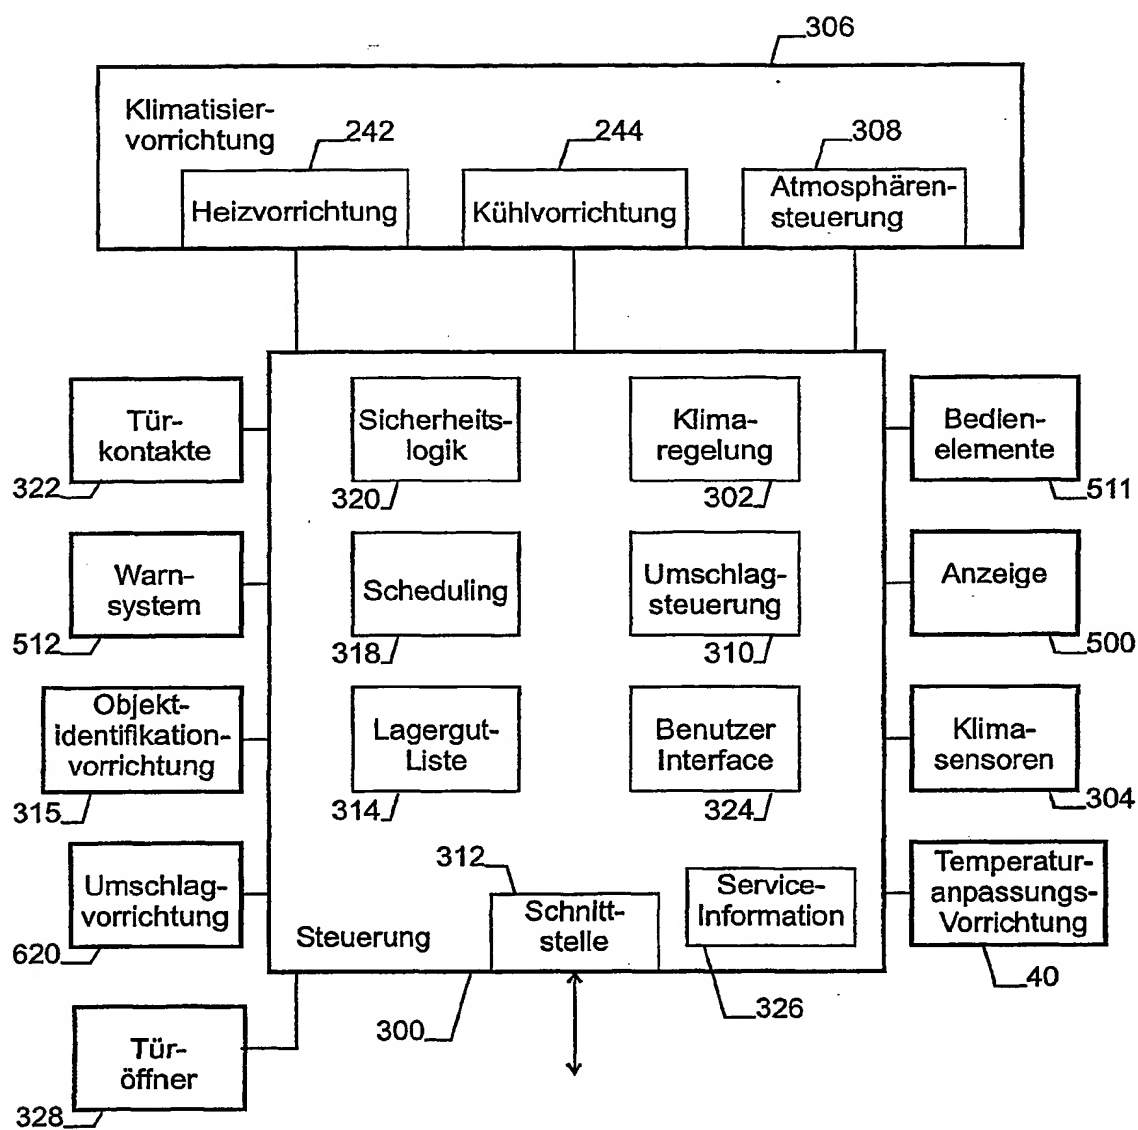 306
Klimatisier-
vorrichtung
242
244
308
Heizvorrichtung
Kühlvorrichtung
Atmosphären-
steuerung
Tür-
kontakte
322
Sicherheits-
logik
320
Klima-
regelung
302
Bedien-
elemente
511
Warn-
system
512
Scheduling
318
Umschlag-
steuerung
310
Anzeige
500
Objekt-
identifikation-
vorrichtung
315
Lagergut-
Liste
314
Benutzer
Interface
324
Klima-
sensoren
304
Umschlag-
vorrichtung
620
Steuerung
300
312
Schnitt-
stelle
Service-
Information
326
Temperatur-
anpassungs-
Vorrichtung
40
Tür-
öffner
328